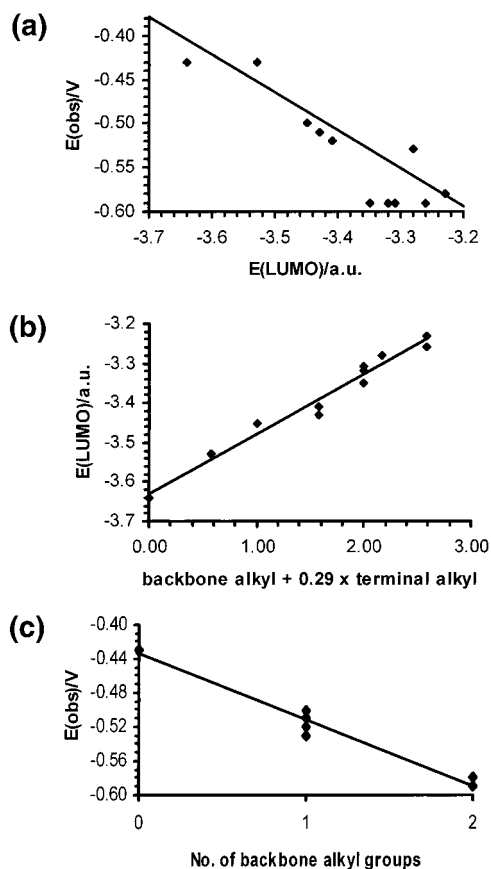 (a)
E(obs)/V
-0.40
-0.45
-0.50
-0.55
-0.60
-3.7 -3.6 -3.5 -3.4 -3.3 -3.2
E(LUMO)/a.u.
(b)
E(LUMO)/a.u.
-3.2
-3.3
-3.4
-3.5
-3.6
-3.7
0.00 1.00 2.00 3.00
backbone alkyl + 0.29 x terminal alkyl
(c)
E(obs)/V
-0.40
-0.44
-0.48
-0.52
-0.56
-0.60
0 1 2
No. of backbone alkyl groups